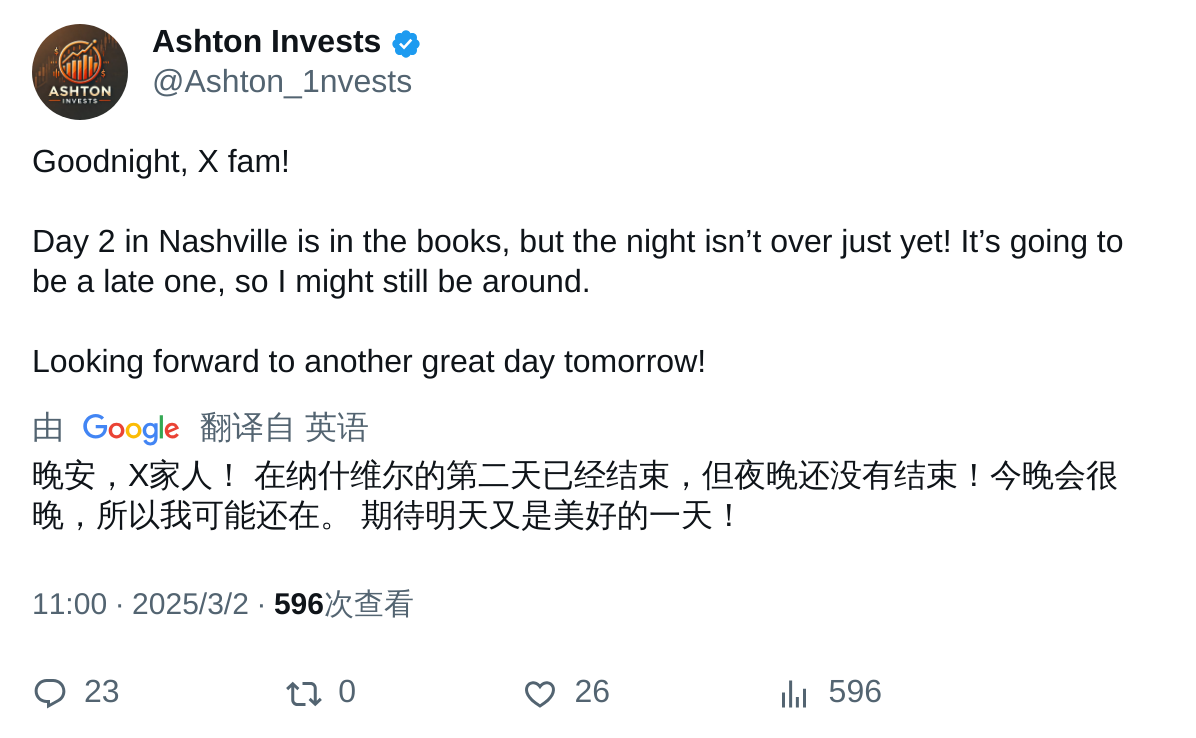 ASHTON
INVESTS
Ashton Invests
@Ashton_1nvests
Goodnight, X fam!
Day 2 in Nashville is in the books, but the night isn’t over just yet! It’s going to
be a late one, so I might still be around.
Looking forward to another great day tomorrow!
由 Google 翻译自 英语
晚安，X家人！ 在纳什维尔的第二天已经结束，但夜晚还没有结束！今晚会很
晚，所以我可能还在。 期待明天又是美好的一天！
11:00 · 2025/3/2 · 596次查看
23 0 26 596